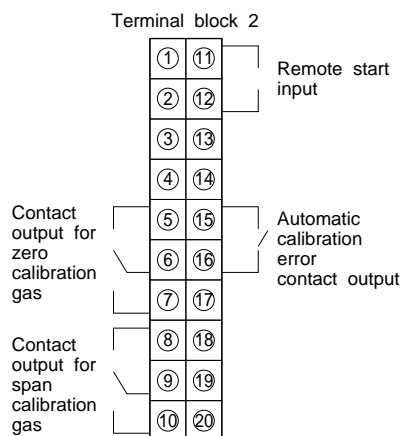 Terminal block 2
① ⑪
② ⑫
Remote start
input
③ ⑬
④ ⑭
Contact
output for
zero
calibration
gas
⑤ ⑮
⑥ ⑯
⑦ ⑰
Automatic
calibration
error
contact output
Contact
output for
span
calibration
gas
⑧ ⑱
⑨ ⑲
⑩ ⑳